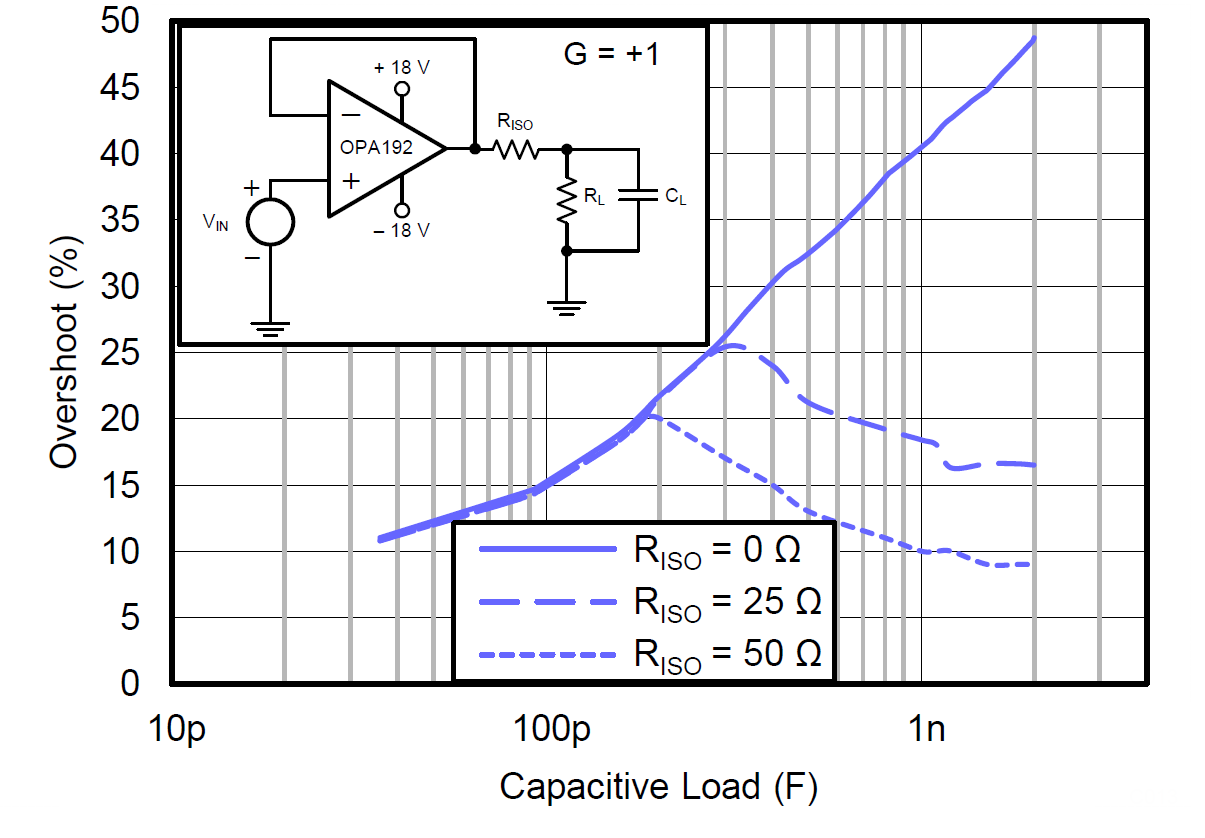 50
45
40
35
30
25
20
15
10
5
0
Overshoot (%)
G = +1
+ 18 V
−
OPA192
+
− 18 V
RISO
RL
CL
+
VIN
−
RISO = 0 Ω
RISO = 25 Ω
RISO = 50 Ω
10p 100p 1n
Capacitive Load (F)